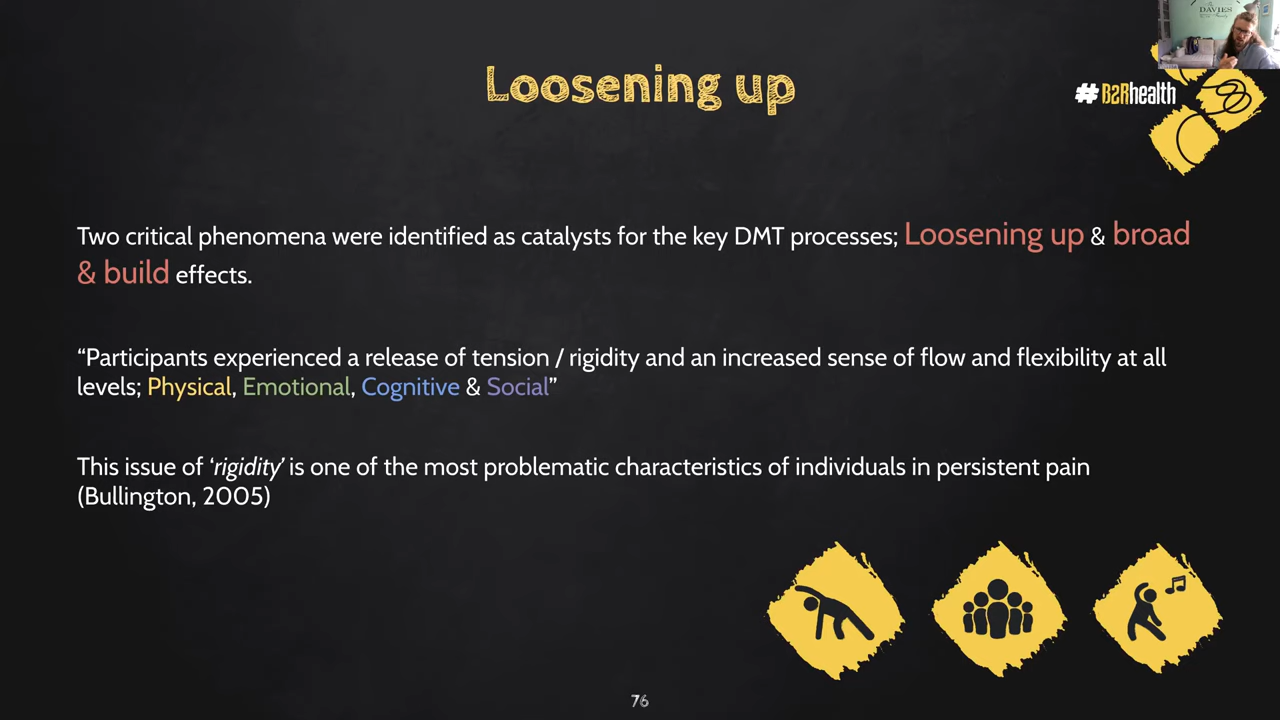 DAVIES
Loosening up
#B2Rhealth
Two critical phenomena were identified as catalysts for the key DMT processes; Loosening up & broad
& build effects.
“Participants experienced a release of tension / rigidity and an increased sense of flow and flexibility at all
levels; Physical, Emotional, Cognitive & Social”
This issue of ‘rigidity’ is one of the most problematic characteristics of individuals in persistent pain
(Bullington, 2005)
76